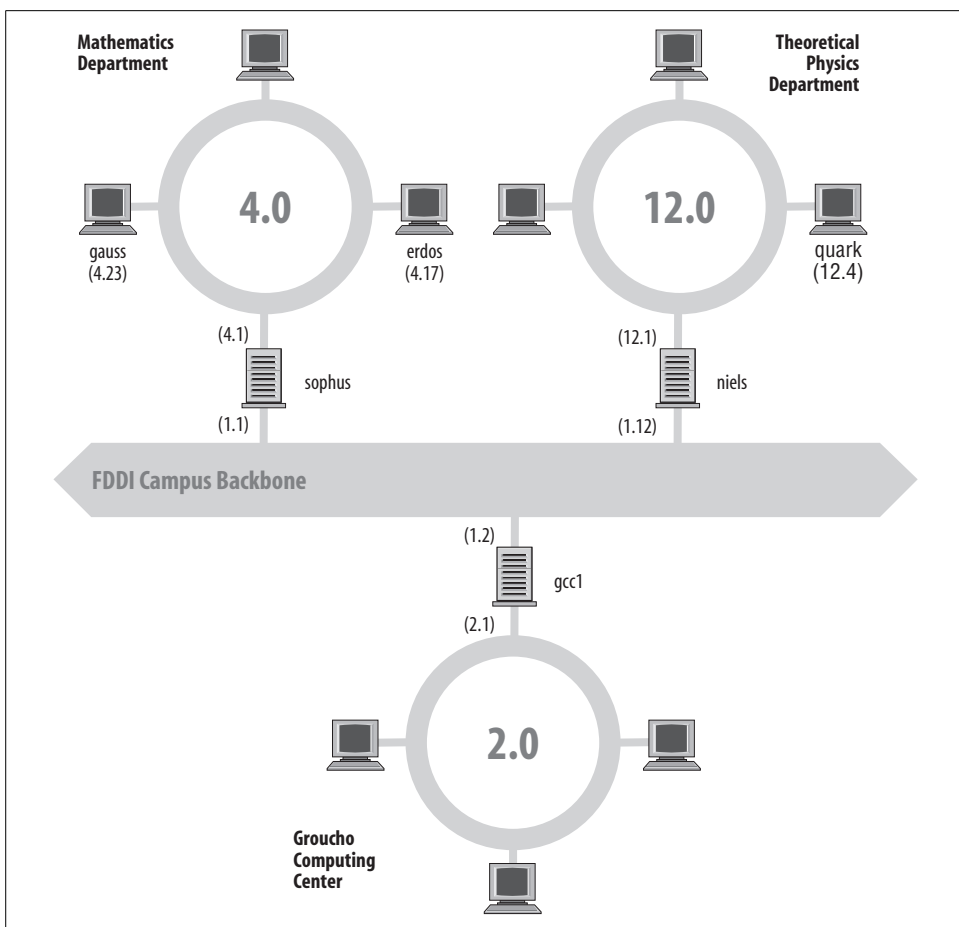 Mathematics
Department
Theoretical
Physics
Department
4.0
12.0
gauss
(4.23)
erdos
(4.17)
quark
(12.4)
(4.1)
sophus
(1.1)
(12.1)
niels
(1.12)
FDDI Campus Backbone
(1.2)
gcc1
(2.1)
2.0
Groucho
Computing
Center